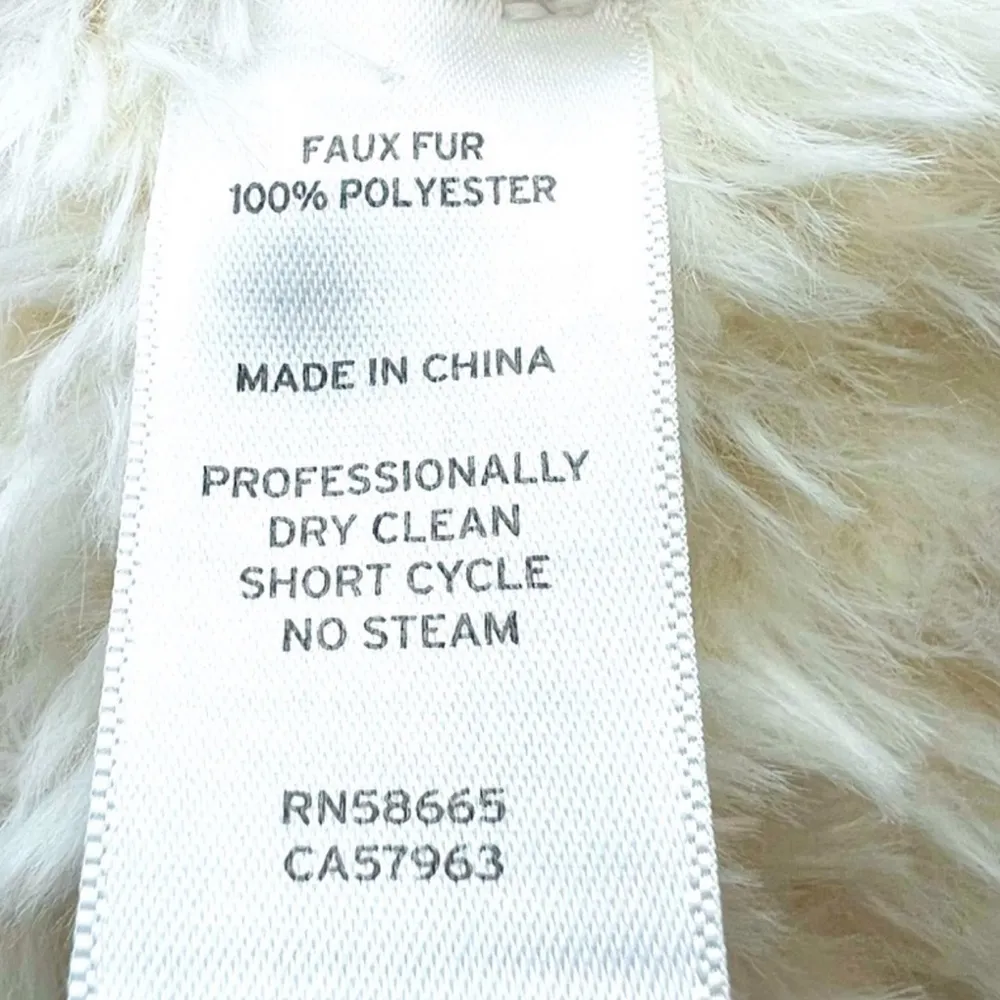 FAUX FUR
100% POLYESTER
MADE IN CHINA
PROFESSIONALLY
DRY CLEAN
SHORT CYCLE
NO STEAM
RN58665
CA57963